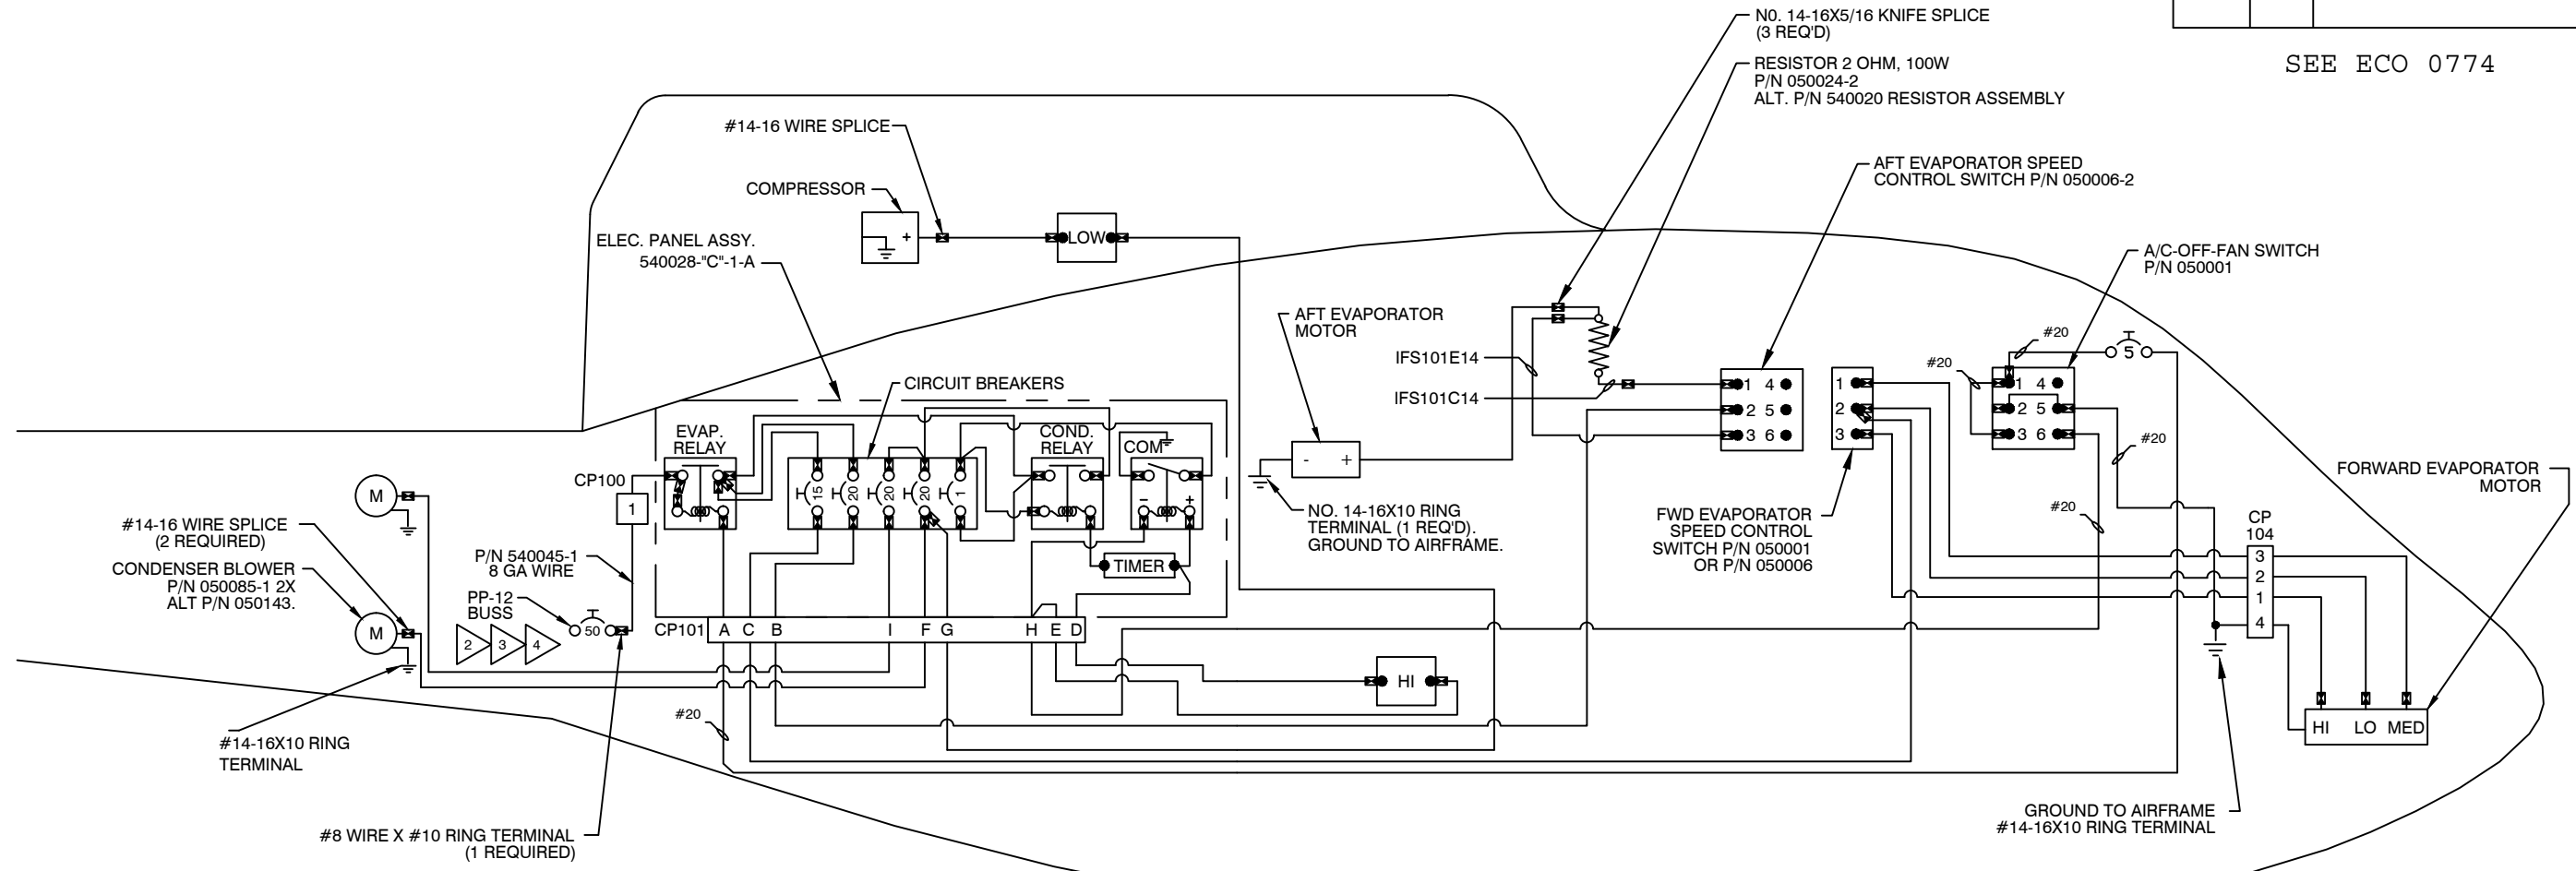 N0. 14-16X5/16 KNIFE SPLICE
(3 REQ'D)
SEE ECO 0774
RESISTOR 2 OHM, 100W
P/N 050024-2
ALT. P/N 540020 RESISTOR ASSEMBLY
#14-16 WIRE SPLICE
AFT EVAPORATOR SPEED
CONTROL SWITCH P/N 050006-2
COMPRESSOR
+
LOW
ELEC. PANEL ASSY.
540028-"C"-1-A
A/C-OFF-FAN SWITCH
P/N 050001
AFT EVAPORATOR
MOTOR
- +
IFS101E14
IFS101C14
CIRCUIT BREAKERS
#20
#20
5
1 4
2 5
3 6
1
2
3
1 4
2 5
3 6
#20
#20
EVAP.
RELAY
COND.
RELAY
COM
15
20
20
20
1
- +
TIMER
CP100
1
M
#14-16 WIRE SPLICE
(2 REQUIRED)
CONDENSER BLOWER
P/N 050085-1 2X
ALT P/N 050143.
M
P/N 540045-1
8 GA WIRE
PP-12
BUSS
2 3 4
50
CP101 A C B I F G H E D
NO. 14-16X10 RING
TERMINAL (1 REQ'D).
GROUND TO AIRFRAME.
FWD EVAPORATOR
SPEED CONTROL
SWITCH P/N 050001
OR P/N 050006
FORWARD EVAPORATOR
MOTOR
CP
104
3
2
1
4
HI
#20
#14-16X10 RING
TERMINAL
HI LO MED
#8 WIRE X #10 RING TERMINAL
(1 REQUIRED)
GROUND TO AIRFRAME
#14-16X10 RING TERMINAL